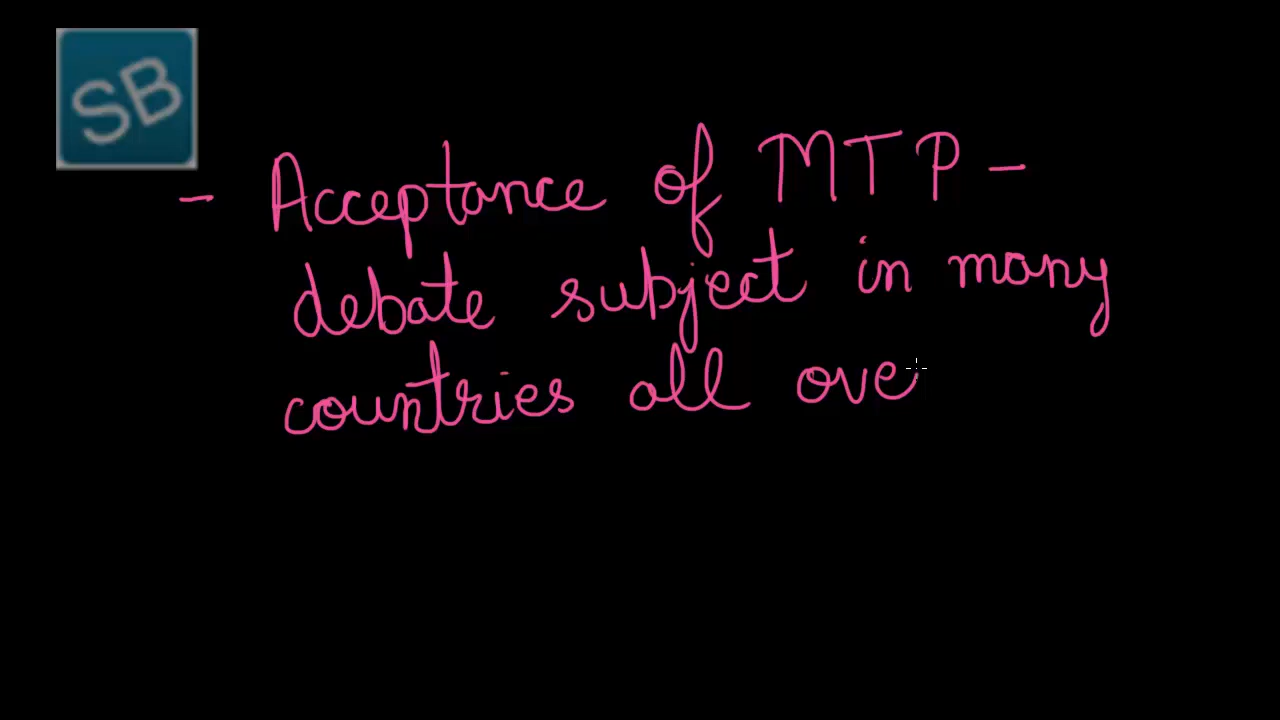 SB
- Acceptance of MTP -
debate subject in many
countries all ove